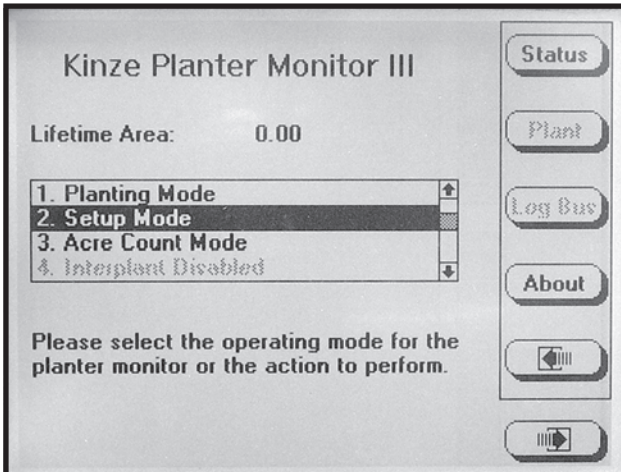 Kinze Planter Monitor III
Lifetime Area: 0.00
1. Planting Mode
2. Setup Mode
3. Acre Count Mode
4. Interplant Disabled
Please select the operating mode for the
planter monitor or the action to perform.
Status
Plant
Log Bus
About